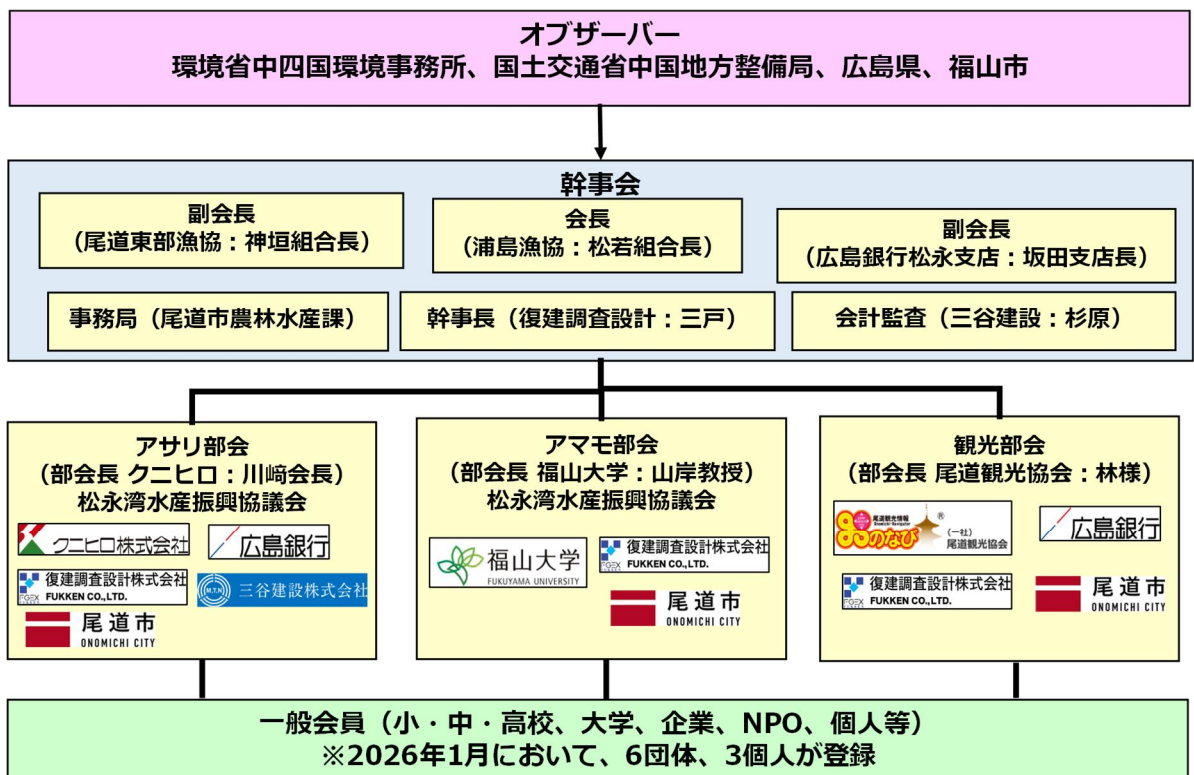 オブザーバー
環境省中四国環境事務所、国土交通省中国地方整備局、広島県、福山市
幹事会
副会長
（尾道東部漁協：神垣組合長）
会長
（浦島漁協：松若組合長）
副会長
（広島銀行松永支店：坂田支店長）
事務局（尾道市農林水産課）
幹事長（復建調査設計：三戸）
会計監査（三谷建設：杉原）
アサリ部会
（部会長 クニヒロ：川﨑会長）
松永湾水産振興協議会
クニヒロ株式会社
広島銀行
復建調査設計株式会社
FUKKEN CO.,LTD.
M.T.N
三谷建設株式会社
尾道市
ONOMICHI CITY
アマモ部会
（部会長 福山大学：山岸教授）
松永湾水産振興協議会
福山大学
FUKUYAMA UNIVERSITY
復建調査設計株式会社
FUKKEN CO.,LTD.
尾道市
ONOMICHI CITY
観光部会
（部会長 尾道観光協会：林様）
尾道観光情報
Onomichi-Navigator
おのなび
®
（一社）
尾道観光協会
広島銀行
復建調査設計株式会社
FUKKEN CO.,LTD.
尾道市
ONOMICHI CITY
一般会員（小・中・高校、大学、企業、NPO、個人等）
※2026年1月において、6団体、3個人が登録